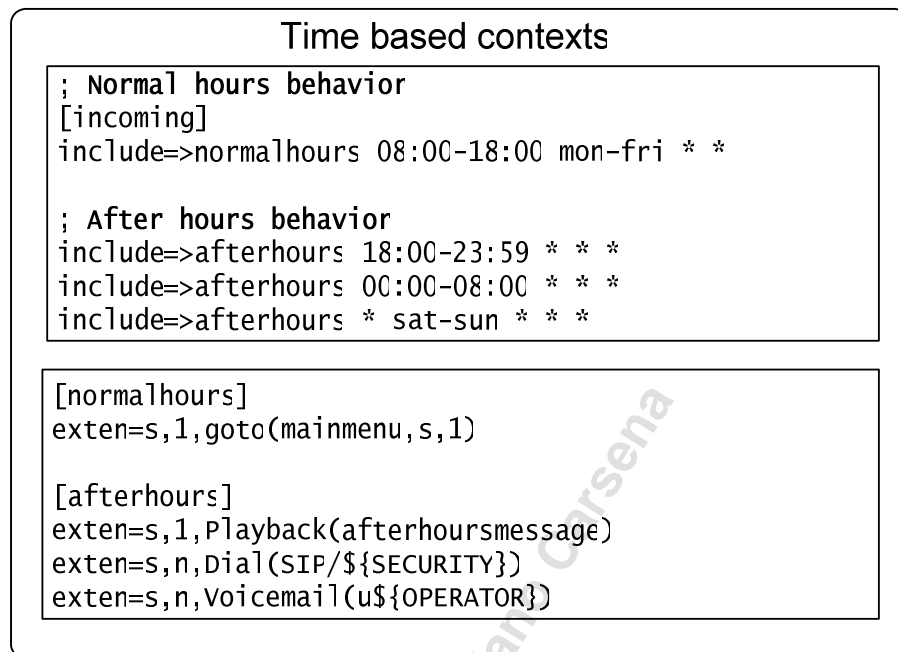 Time based contexts
; Normal hours behavior
[incoming]
include=>normalhours 08:00-18:00 mon-fri * *
; After hours behavior
include=>afterhours 18:00-23:59 * * *
include=>afterhours 00:00-08:00 * * *
include=>afterhours * sat-sun * * *
[normalhours]
exten=s,1,goto(mainmenu,s,1)
[afterhours]
exten=s,1,Playback(afterhoursmessage)
exten=s,n,Dial(SIP/${SECURITY})
exten=s,n,Voicemail(u${OPERATOR})
Carsena